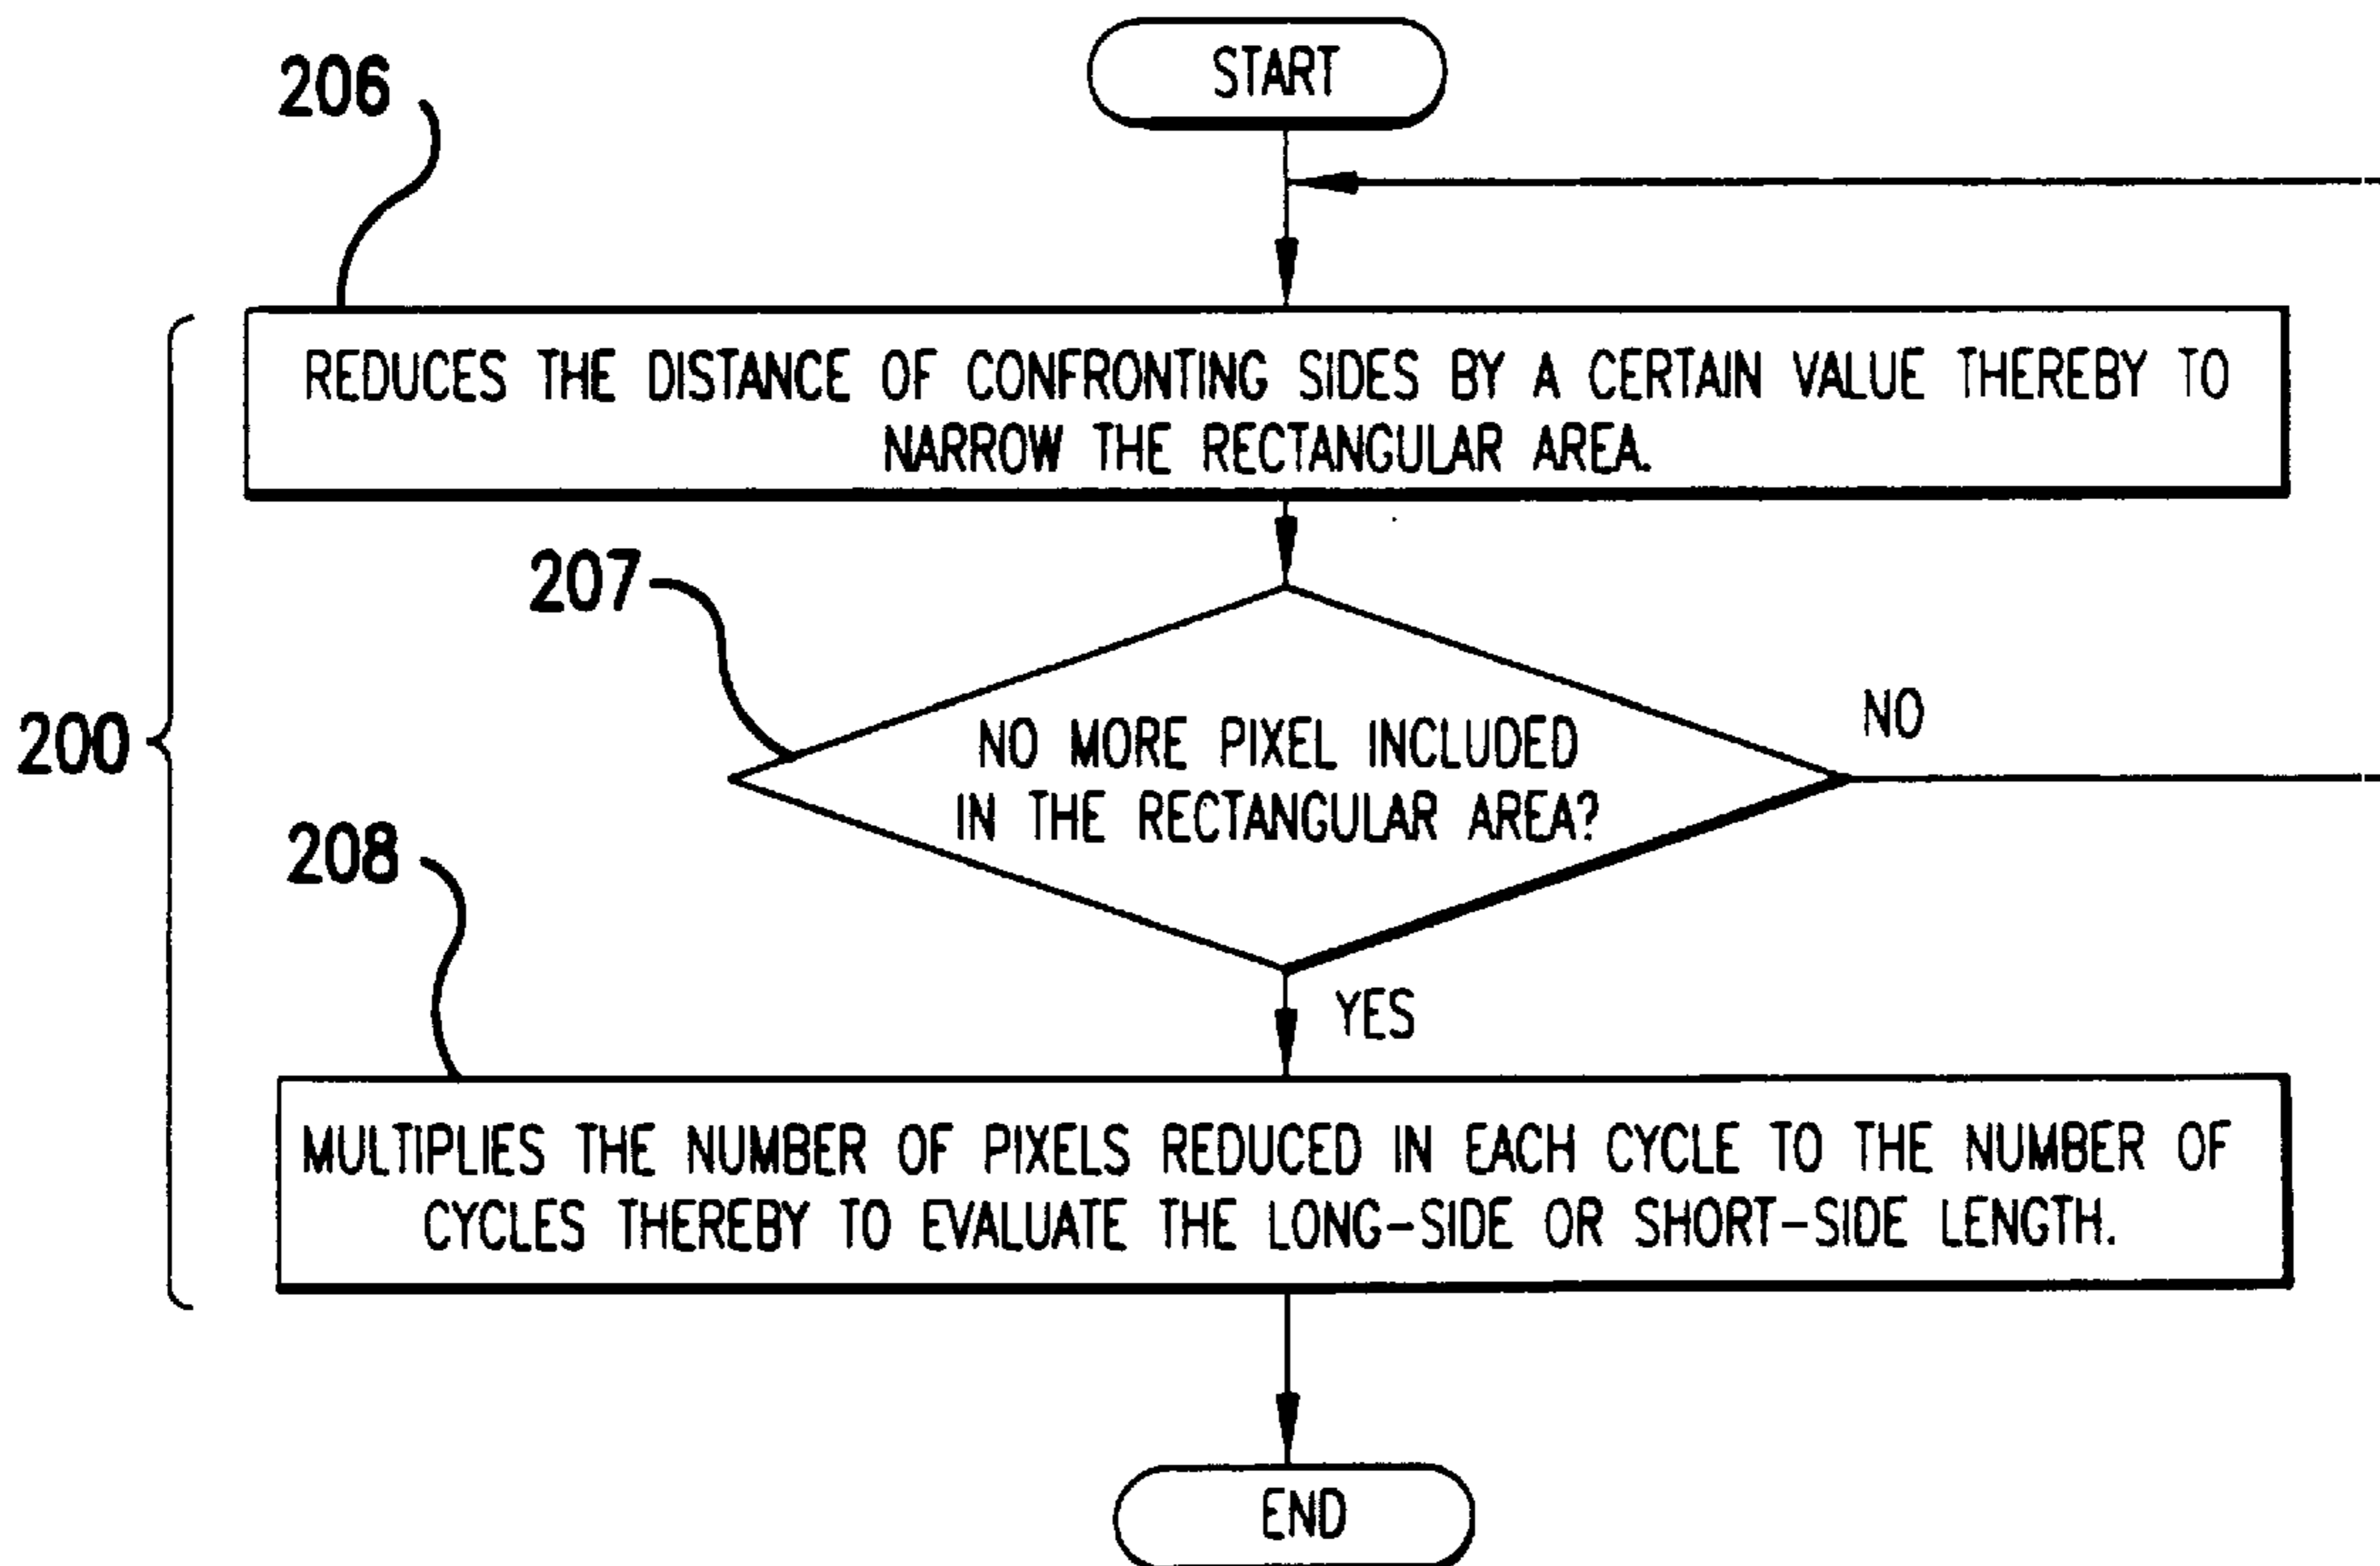 START
206
REDUCES THE DISTANCE OF CONFRONTING SIDES BY A CERTAIN VALUE THEREBY TO
NARROW THE RECTANGULAR AREA.
207
NO MORE PIXEL INCLUDED
IN THE RECTANGULAR AREA?
NO
200
208
YES
MULTIPLIES THE NUMBER OF PIXELS REDUCED IN EACH CYCLE TO THE NUMBER OF
CYCLES THEREBY TO EVALUATE THE LONG-SIDE OR SHORT-SIDE LENGTH.
END